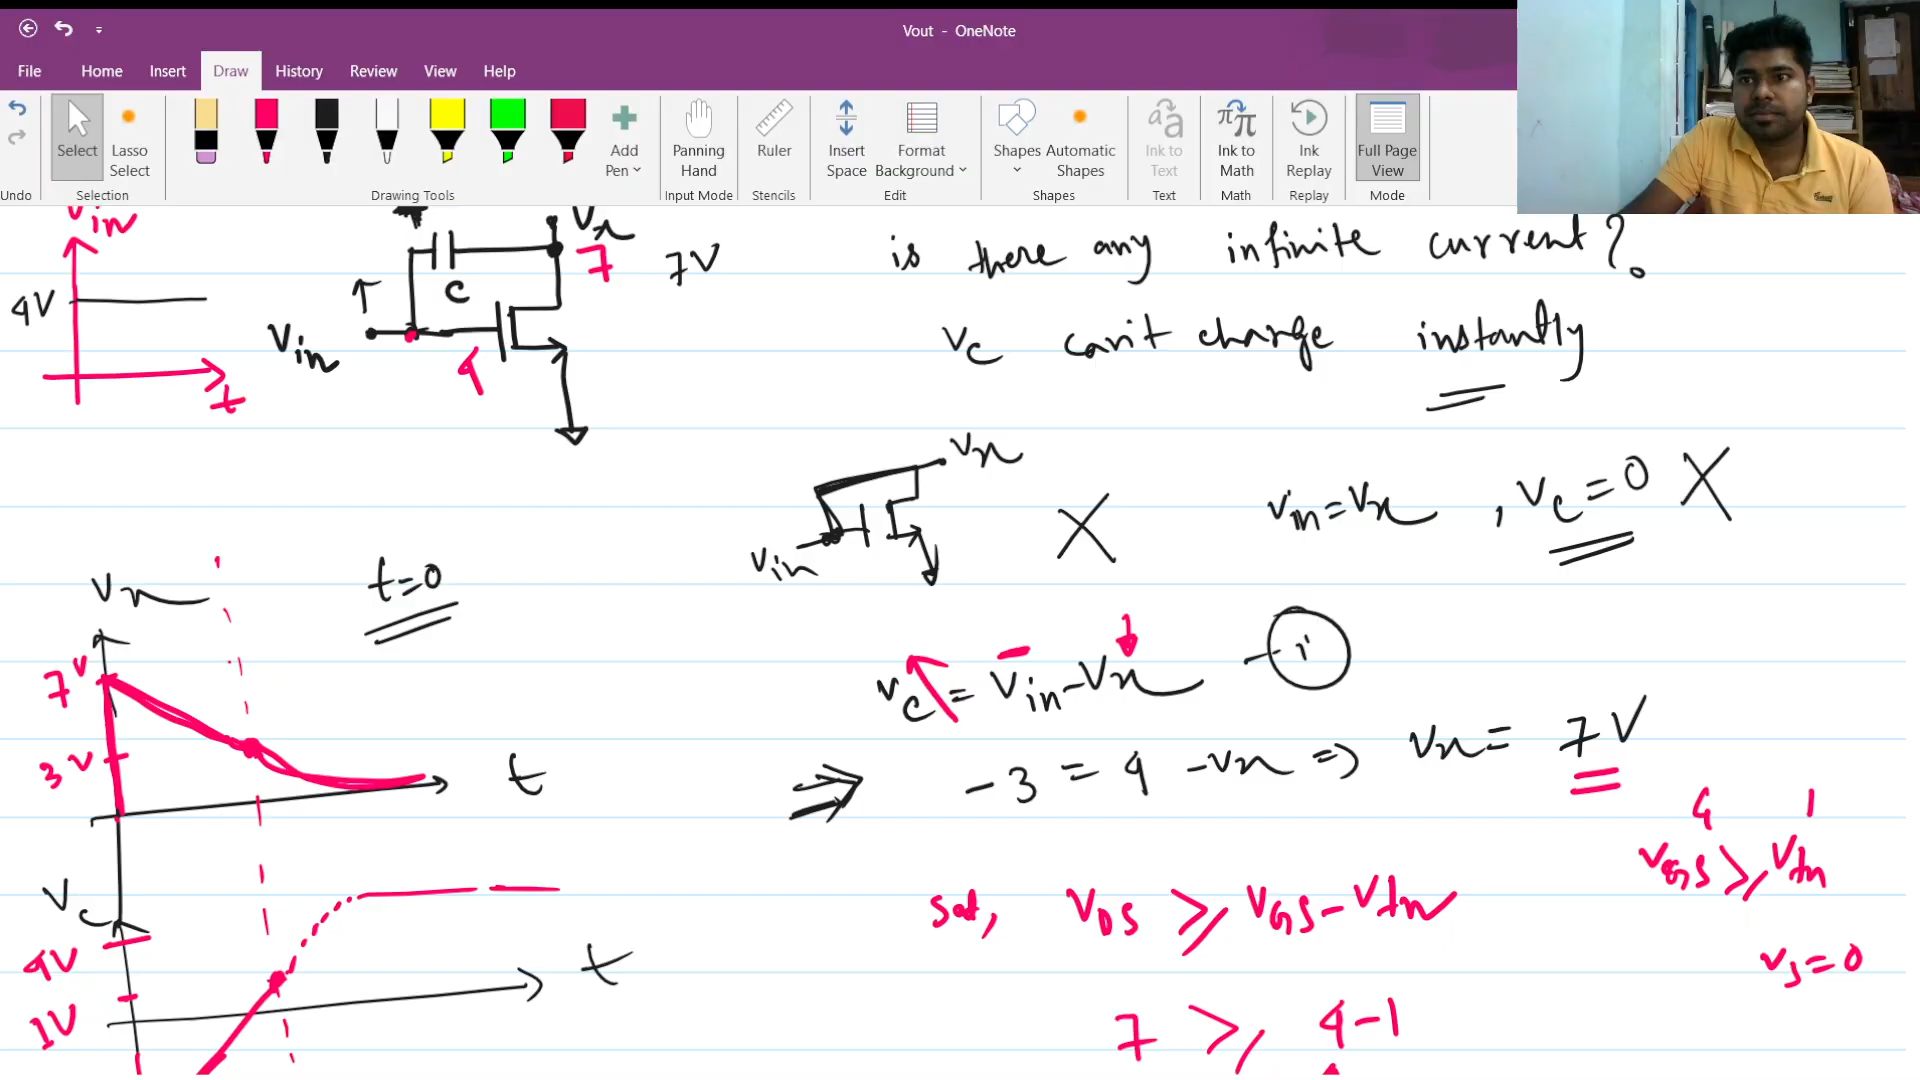 Vout - OneNote
File Home Insert Draw History Review View Help
Select Lasso Select Add Pen Panning Hand Ruler Insert Space Format Background Shapes Automatic Shapes Ink to Text Ink to Math Ink Replay Full Page View
Undo Selection Drawing Tools Input Mode Stencils Edit Shapes Text Math Replay Mode
Vin
4V
t
Vx
7
7V
C
Vin
4
is there any infinite current?
Vc can't change instantly
Vx
Vin
X
Vin=Vx , Vc=0 X
Vx
t=0
7V
3V
t
Vc = Vin-Vx - i
⇒ -3 = 4 -Vx ⇒ Vx = 7V
4 1
VGS ≥ Vtn
sat, VDS ≥ VGS-Vtn
Vs=0
7 ≥ 4-1
Vc
4V
1V
t